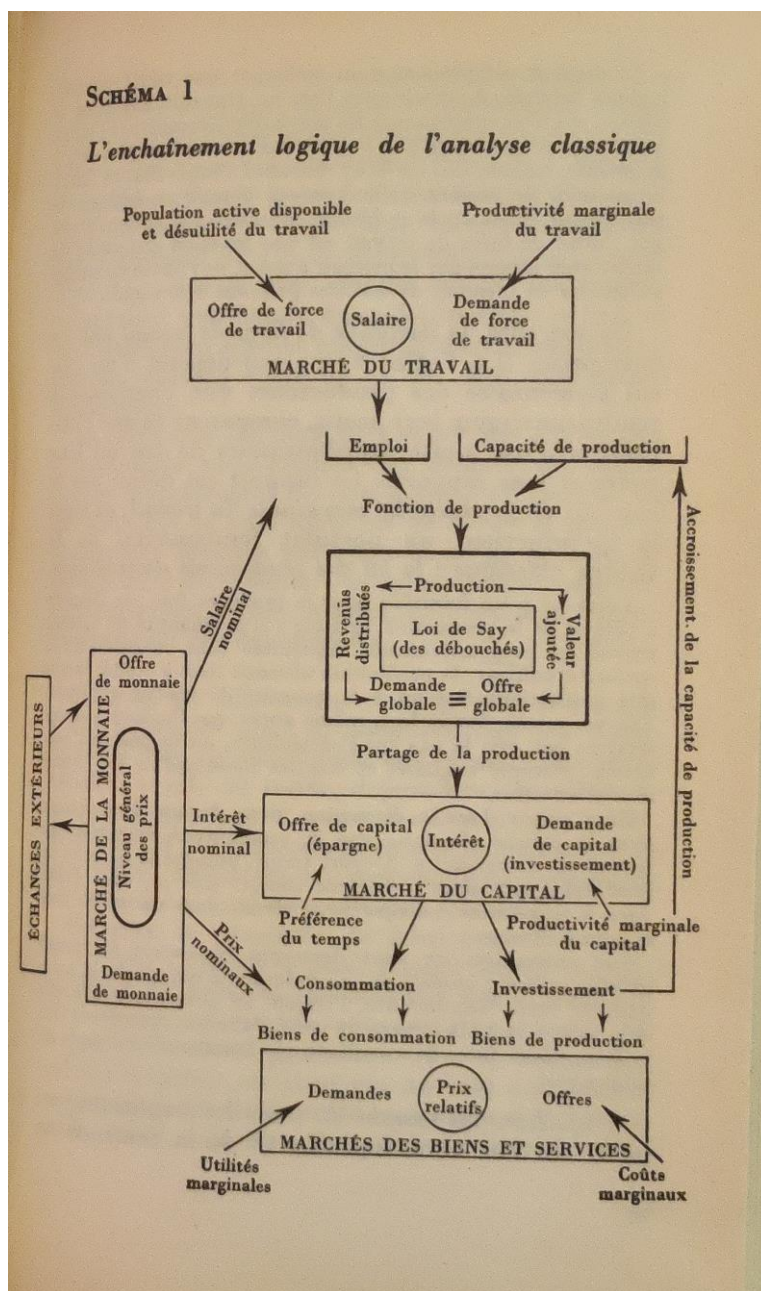 SCHÉMA 1
L'enchaînement logique de l'analyse classique
Population active disponible
et désutilité du travail
Productivité marginale
du travail
Offre de force
de travail
Salaire
Demande
de force
de travail
MARCHÉ DU TRAVAIL
Emploi
Capacité de production
Fonction de production
Production
Revenus
distribués
Loi de Say
(des débouchés)
Valeur
ajoutée
Demande
globale
≡
Offre
globale
Accroissement de la capacité de production
Salaire
nominal
Partage de la production
ÉCHANGES EXTÉRIEURS
Offre
de monnaie
MARCHÉ DE LA MONNAIE
Niveau général
des prix
Demande
de monnaie
Intérêt
nominal
Prix
nominaux
Offre de capital
(épargne)
Intérêt
Demande
de capital
(investissement)
MARCHÉ DU CAPITAL
Préférence
du temps
Productivité marginale
du capital
Consommation
Investissement
Biens de consommation
Biens de production
Demandes
Prix
relatifs
Offres
MARCHÉS DES BIENS ET SERVICES
Utilités
marginales
Coûts
marginaux